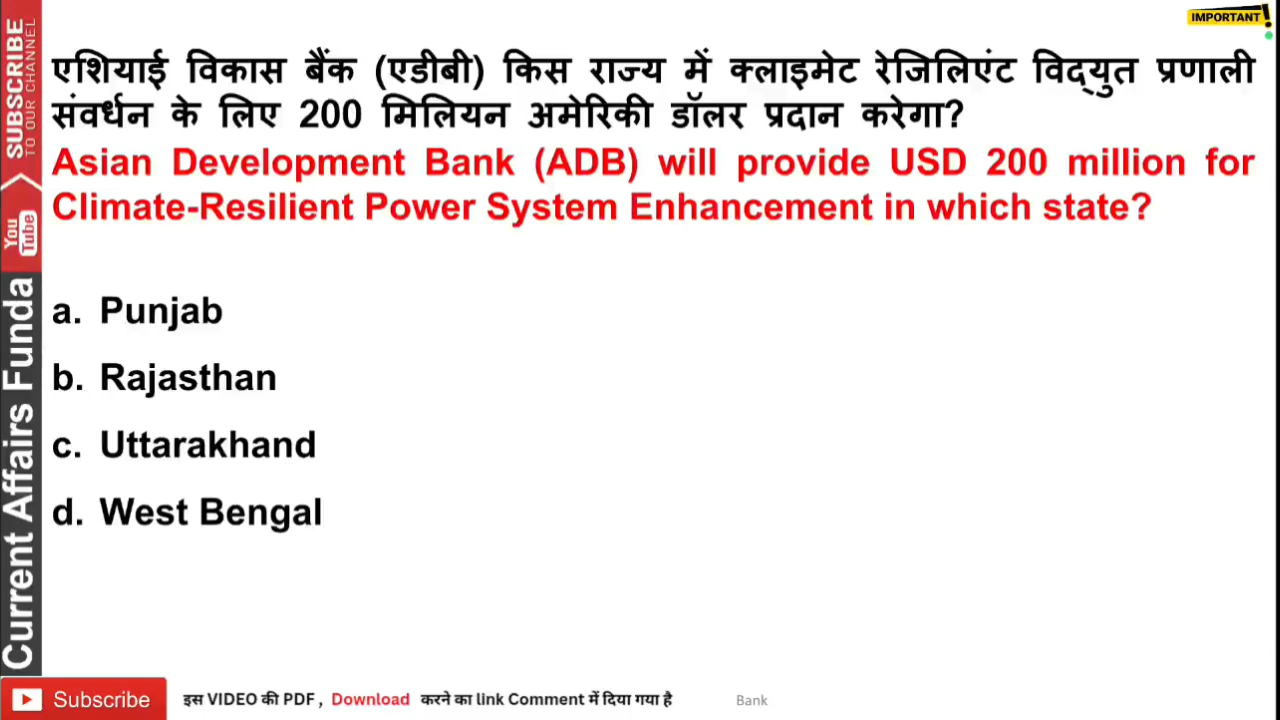 IMPORTANT!
एशियाई विकास बैंक (एडीबी) किस राज्य में क्लाइमेट रेजिलिएंट विद्युत प्रणाली
संवर्धन के लिए 200 मिलियन अमेरिकी डॉलर प्रदान करेगा?
Asian Development Bank (ADB) will provide USD 200 million for
Climate-Resilient Power System Enhancement in which state?
a. Punjab
b. Rajasthan
c. Uttarakhand
d. West Bengal
SUBSCRIBE
TO OUR CHANNEL
You
Tube
Current Affairs Funda
Subscribe
इस VIDEO की PDF , Download करने का link Comment में दिया गया है
Bank